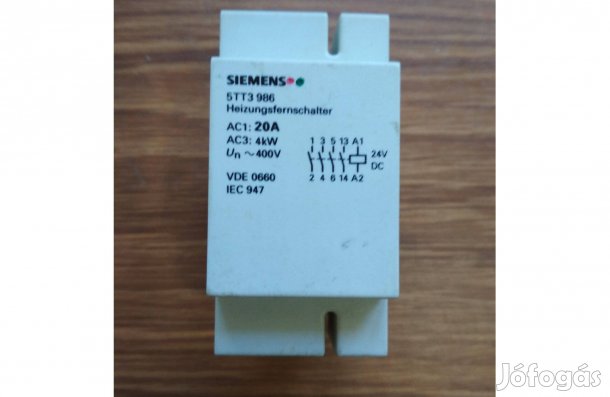 SIEMENS
5TT3 986
Heizungsfernschalter
AC1: 20A
AC3: 4kW
Un ~ 400V
1 3 5 13 A1
24V
DC
2 4 6 14 A2
VDE 0660
IEC 947
Jófogás